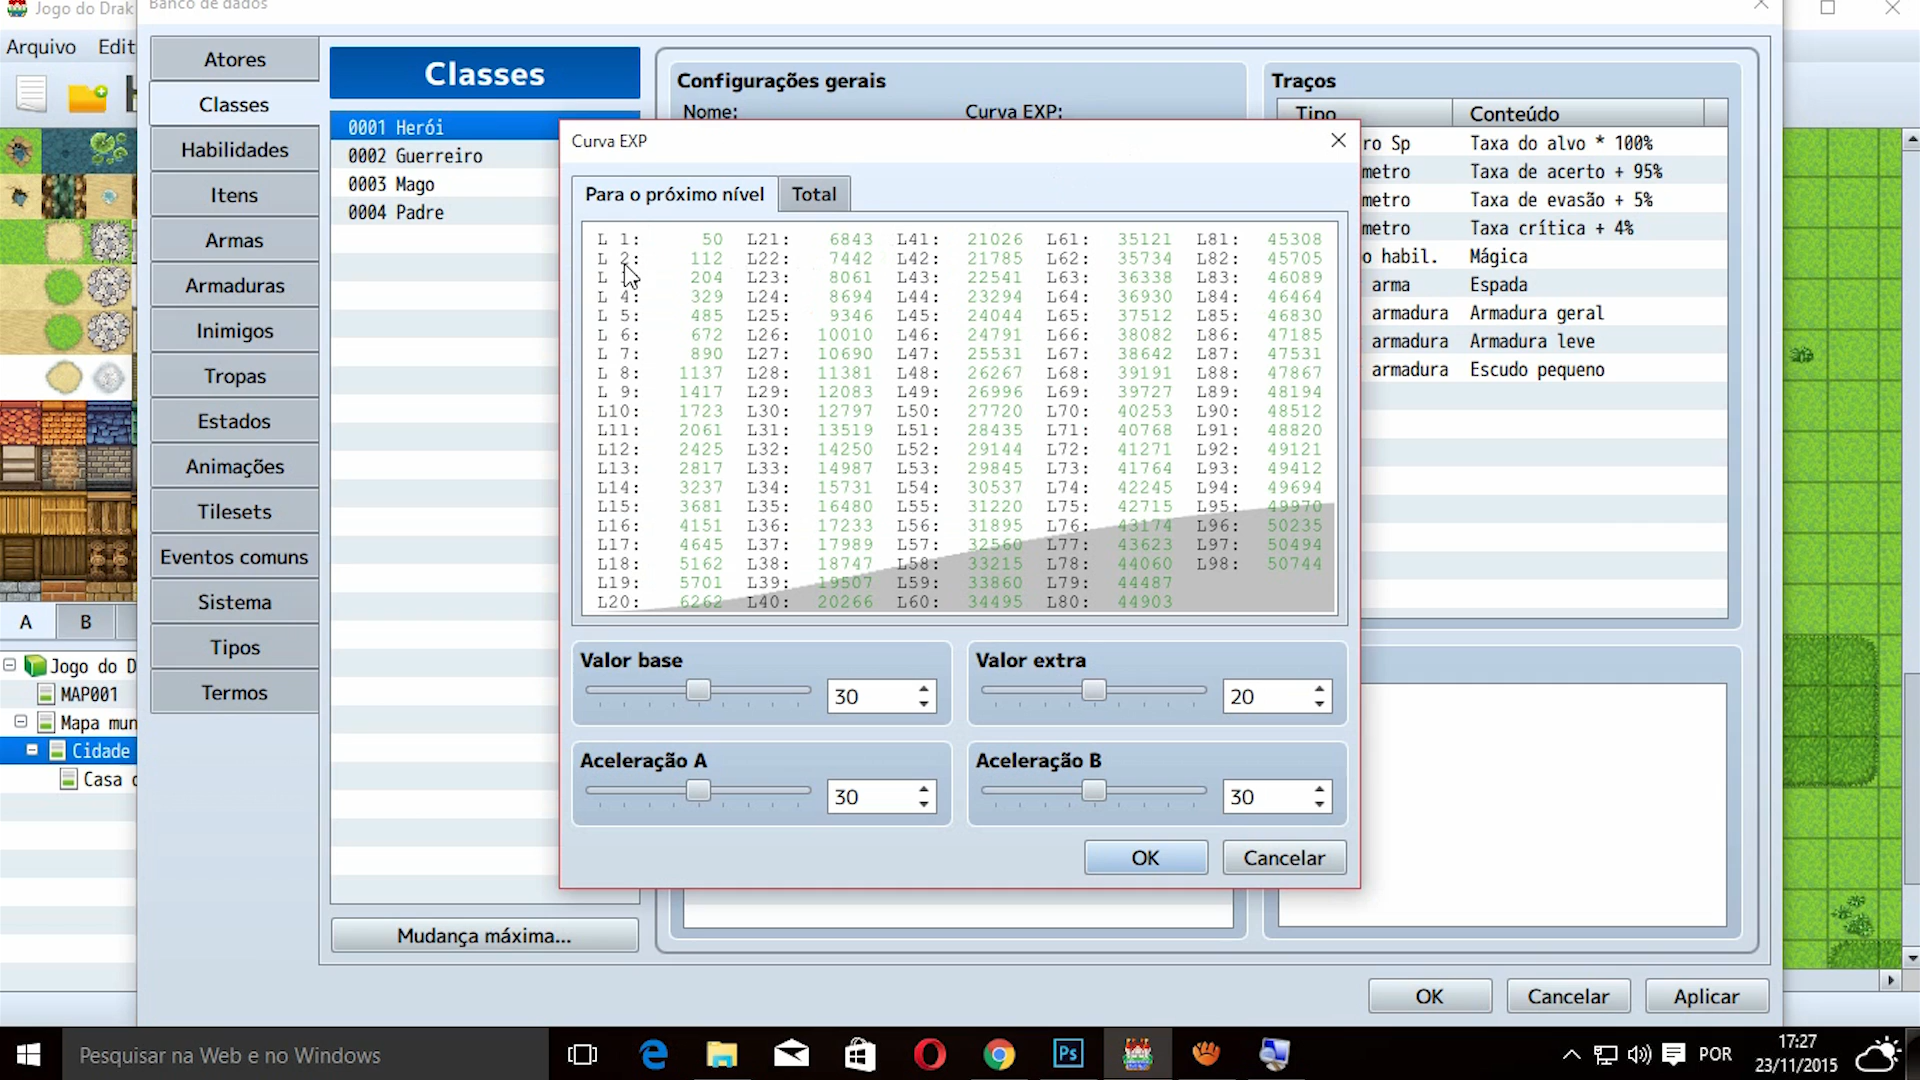 Jogo do Drak
Banco de dados
Arquivo Edit
Atores
Classes
Habilidades
Itens
Armas
Armaduras
Inimigos
Tropas
Estados
Animações
Tilesets
Eventos comuns
Sistema
Tipos
Termos
A B
Jogo do D
MAP001
Mapa mun
Cidade
Casa
Classes
0001 Herói
0002 Guerreiro
0003 Mago
0004 Padre
Mudança máxima...
Configurações gerais
Nome: Curva EXP:
Traços
Tipo Conteúdo
ro Sp Taxa do alvo * 100%
metro Taxa de acerto + 95%
metro Taxa de evasão + 5%
metro Taxa crítica + 4%
o habil. Mágica
arma Espada
armadura Armadura geral
armadura Armadura leve
armadura Escudo pequeno
Curva EXP
Para o próximo nível Total
L 1: 50 L21: 6843 L41: 21026 L61: 35121 L81: 45308
L 2: 112 L22: 7442 L42: 21785 L62: 35734 L82: 45705
L 204 L23: 8061 L43: 22541 L63: 36338 L83: 46089
L 4: 329 L24: 8694 L44: 23294 L64: 36930 L84: 46464
L 5: 485 L25: 9346 L45: 24044 L65: 37512 L85: 46830
L 6: 672 L26: 10010 L46: 24791 L66: 38082 L86: 47185
L 7: 890 L27: 10690 L47: 25531 L67: 38642 L87: 47531
L 8: 1137 L28: 11381 L48: 26267 L68: 39191 L88: 47867
L 9: 1417 L29: 12083 L49: 26996 L69: 39727 L89: 48194
L10: 1723 L30: 12797 L50: 27720 L70: 40253 L90: 48512
L11: 2061 L31: 13519 L51: 28435 L71: 40768 L91: 48820
L12: 2425 L32: 14250 L52: 29144 L72: 41271 L92: 49121
L13: 2817 L33: 14987 L53: 29845 L73: 41764 L93: 49412
L14: 3237 L34: 15731 L54: 30537 L74: 42245 L94: 49694
L15: 3681 L35: 16480 L55: 31220 L75: 42715 L95: 49970
L16: 4151 L36: 17233 L56: 31895 L76: 43174 L96: 50235
L17: 4645 L37: 17989 L57: 32560 L77: 43623 L97: 50494
L18: 5162 L38: 18747 L58: 33215 L78: 44060 L98: 50744
L19: 5701 L39: 19507 L59: 33860 L79: 44487
L20: 6262 L40: 20266 L60: 34495 L80: 44903
Valor base
30
Valor extra
20
Aceleração A
30
Aceleração B
30
OK Cancelar
OK Cancelar Aplicar
Pesquisar na Web e no Windows
Ps
POR
17:27
23/11/2015